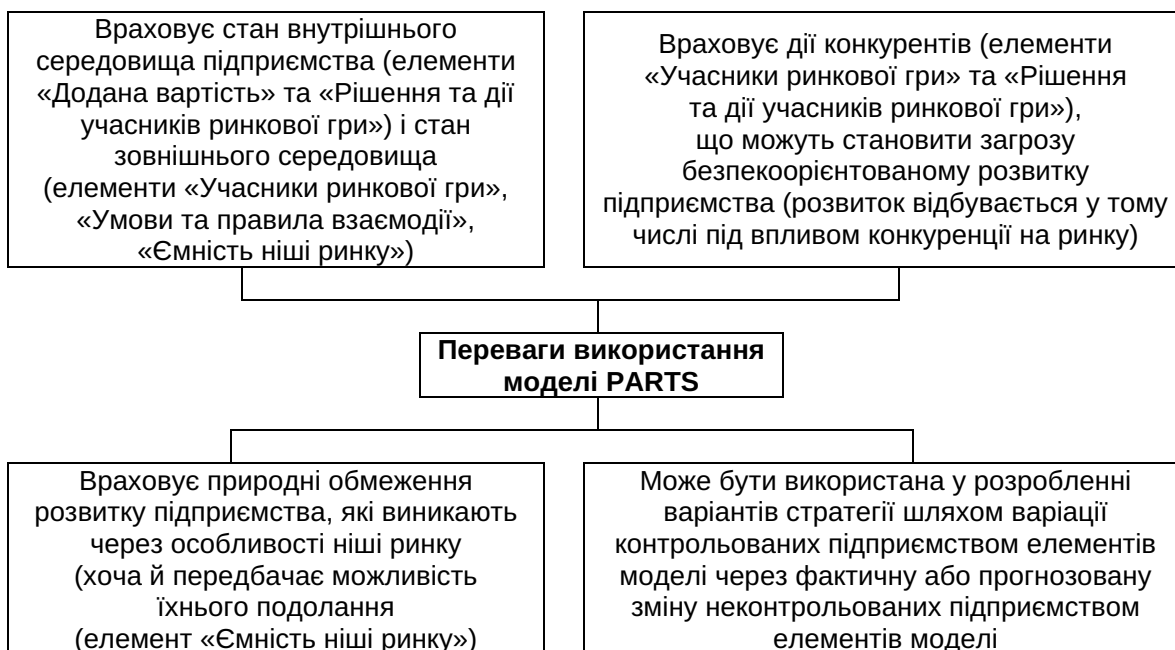 Враховує стан внутрішнього
середовища підприємства (елементи
«Додана вартість» та «Рішення та дії
учасників ринкової гри») і стан
зовнішнього середовища
(елементи «Учасники ринкової гри»,
«Умови та правила взаємодії»,
«Ємність ніші ринку»)
Враховує дії конкурентів (елементи
«Учасники ринкової гри» та «Рішення
та дії учасників ринкової гри»),
що можуть становити загрозу
безпекоорієнтованому розвитку
підприємства (розвиток відбувається у тому
числі під впливом конкуренції на ринку)
Переваги використання
моделі PARTS
Враховує природні обмеження
розвитку підприємства, які виникають
через особливості ніші ринку
(хоча й передбачає можливість
їхнього подолання
(елемент «Ємність ніші ринку»)
Може бути використана у розробленні
варіантів стратегії шляхом варіації
контрольованих підприємством елементів
моделі через фактичну або прогнозовану
зміну неконтрольованих підприємством
елементів моделі